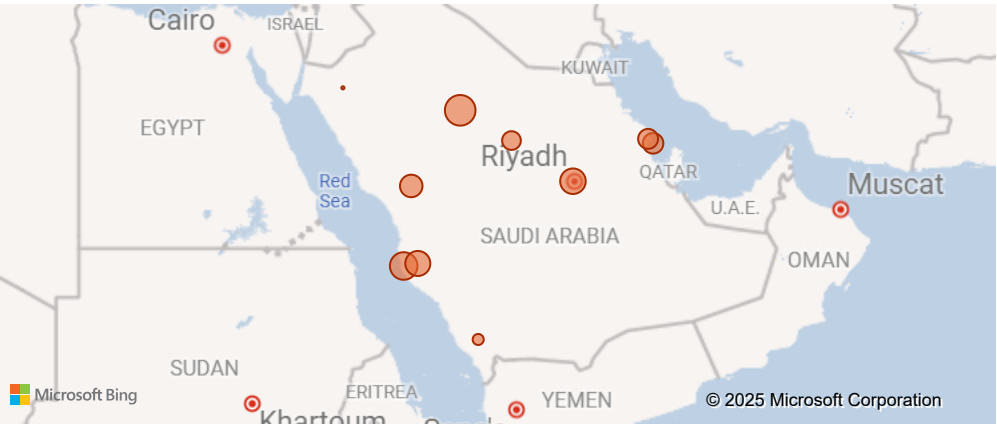 Cairo
ISRAEL
KUWAIT
EGYPT
Riyadh
QATAR
Red
Sea
Muscat
U.A.E.
SAUDI ARABIA
OMAN
SUDAN
Microsoft Bing
ERITREA
YEMEN
© 2025 Microsoft Corporation
Khartoum